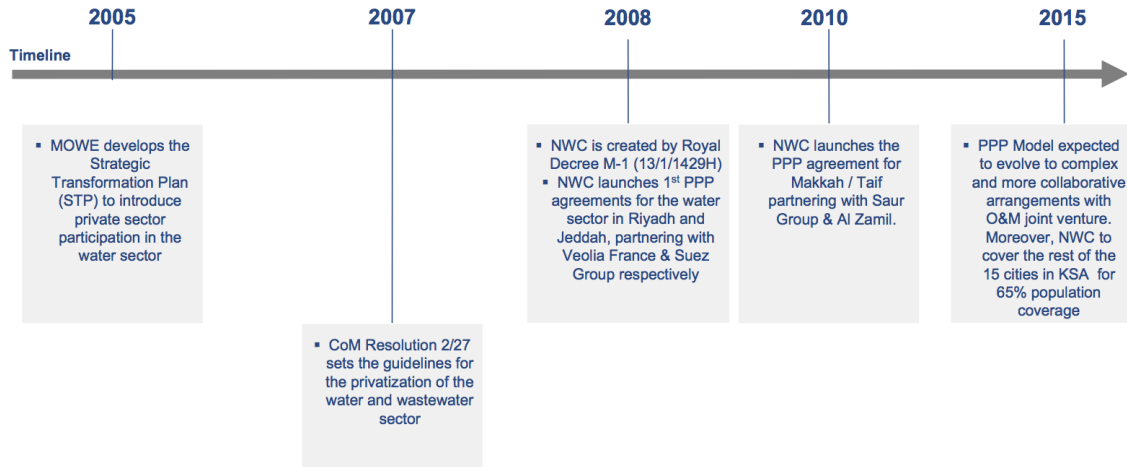 2005
2007
2008
2010
2015
Timeline
▪ MOWE develops the
Strategic
Transformation Plan
(STP) to introduce
private sector
participation in the
water sector
▪ CoM Resolution 2/27
sets the guidelines for
the privatization of the
water and wastewater
sector
▪ NWC is created by Royal
Decree M-1 (13/1/1429H)
▪ NWC launches 1st PPP
agreements for the water
sector in Riyadh and
Jeddah, partnering with
Veolia France & Suez
Group respectively
▪ NWC launches the
PPP agreement for
Makkah / Taif
partnering with Saur
Group & Al Zamil.
▪ PPP Model expected
to evolve to complex
and more collaborative
arrangements with
O&M joint venture.
Moreover, NWC to
cover the rest of the
15 cities in KSA for
65% population
coverage